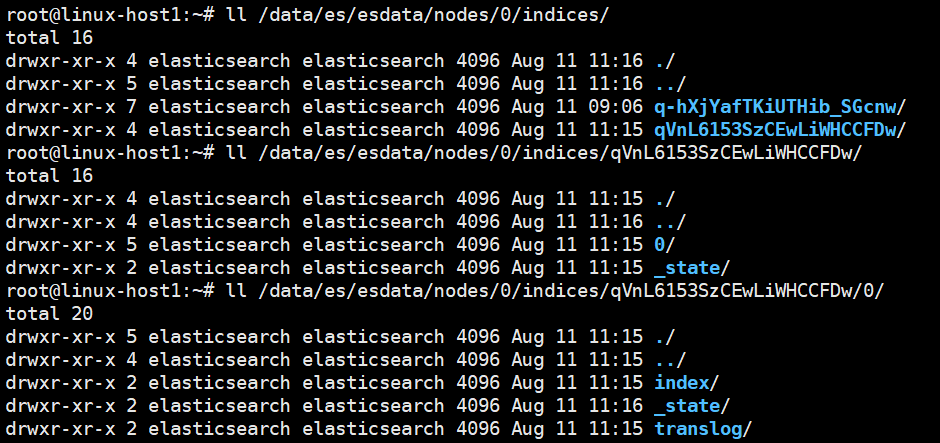 root@linux-host1:~# ll /data/es/esdata/nodes/0/indices/
total 16
drwxr-xr-x 4 elasticsearch elasticsearch 4096 Aug 11 11:16 ./
drwxr-xr-x 5 elasticsearch elasticsearch 4096 Aug 11 11:16 ../
drwxr-xr-x 7 elasticsearch elasticsearch 4096 Aug 11 09:06 q-hXjYafTKiUTHib_SGcnw/
drwxr-xr-x 4 elasticsearch elasticsearch 4096 Aug 11 11:15 qVnL6153SzCEwLiWHCCFDw/
root@linux-host1:~# ll /data/es/esdata/nodes/0/indices/qVnL6153SzCEwLiWHCCFDw/
total 16
drwxr-xr-x 4 elasticsearch elasticsearch 4096 Aug 11 11:15 ./
drwxr-xr-x 4 elasticsearch elasticsearch 4096 Aug 11 11:16 ../
drwxr-xr-x 5 elasticsearch elasticsearch 4096 Aug 11 11:15 0/
drwxr-xr-x 2 elasticsearch elasticsearch 4096 Aug 11 11:15 _state/
root@linux-host1:~# ll /data/es/esdata/nodes/0/indices/qVnL6153SzCEwLiWHCCFDw/0/
total 20
drwxr-xr-x 5 elasticsearch elasticsearch 4096 Aug 11 11:15 ./
drwxr-xr-x 4 elasticsearch elasticsearch 4096 Aug 11 11:15 ../
drwxr-xr-x 2 elasticsearch elasticsearch 4096 Aug 11 11:15 index/
drwxr-xr-x 2 elasticsearch elasticsearch 4096 Aug 11 11:16 _state/
drwxr-xr-x 2 elasticsearch elasticsearch 4096 Aug 11 11:15 translog/